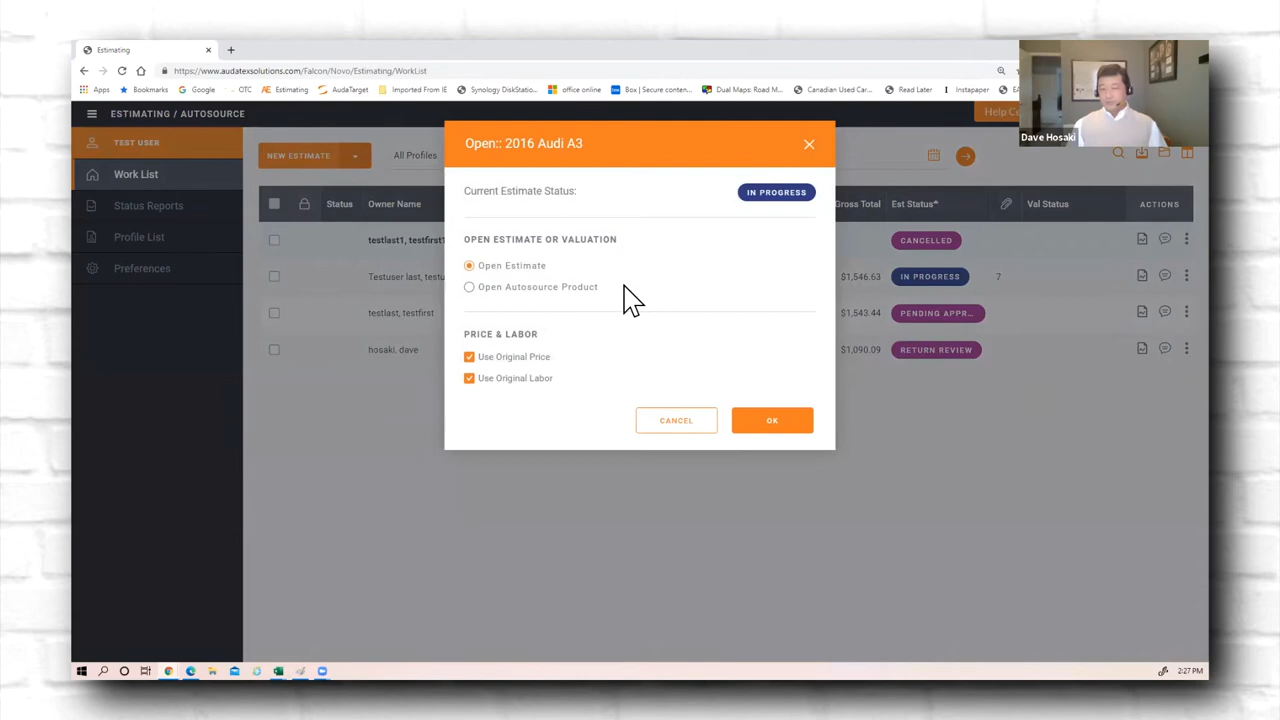 Estimating
https://www.audatexsolutions.com/Falcon/Novo/Estimating/WorkList
Apps Bookmarks Google OTC Estimating AudaTarget Imported From IE Synology DiskStati... office online Box | Secure conten... Dual Maps: Road M... Canadian Used Car... Read Later Instapaper
Dave Hosaki
ESTIMATING / AUTOSOURCE
TEST USER
Work List
Status Reports
Profile List
Preferences
NEW ESTIMATE
All Profiles
Status Owner Name Gross Total Est Status* Val Status ACTIONS
testlast1, testfirst1 CANCELLED
Testuser last, testu $1,546.63 IN PROGRESS 7
testlast, testfirst $1,543.44 PENDING APPR...
hosaki, dave $1,090.09 RETURN REVIEW
Open:: 2016 Audi A3
Current Estimate Status: IN PROGRESS
OPEN ESTIMATE OR VALUATION
Open Estimate
Open Autosource Product
PRICE & LABOR
Use Original Price
Use Original Labor
CANCEL OK
2:27 PM